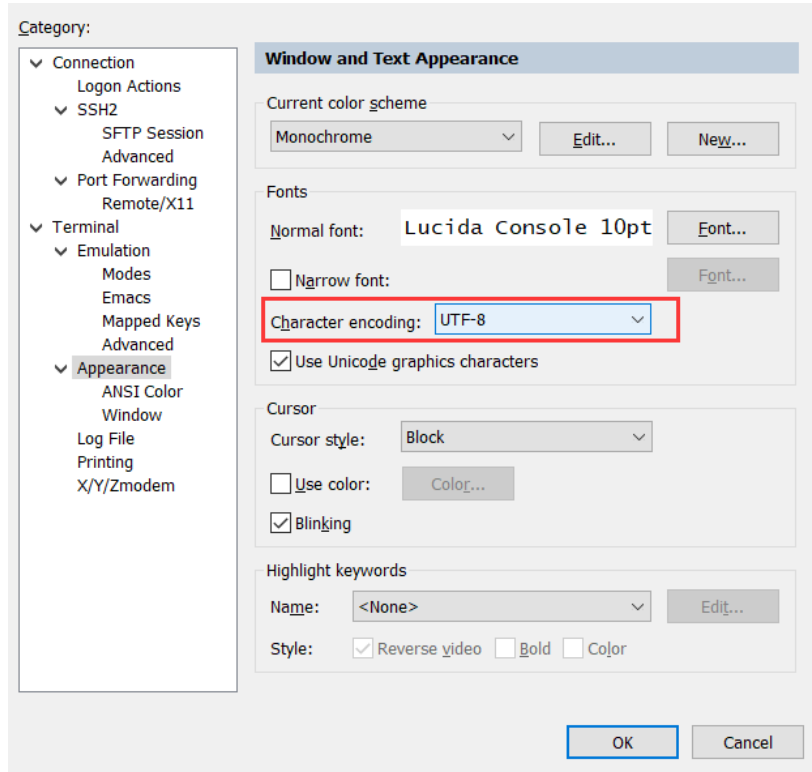 Category:
Connection
Logon Actions
SSH2
SFTP Session
Advanced
Port Forwarding
Remote/X11
Terminal
Emulation
Modes
Emacs
Mapped Keys
Advanced
Appearance
ANSI Color
Window
Log File
Printing
X/Y/Zmodem
Window and Text Appearance
Current color scheme
Monochrome Edit... New...
Fonts
Normal font: Lucida Console 10pt Font...
Narrow font: Font...
Character encoding: UTF-8
Use Unicode graphics characters
Cursor
Cursor style: Block
Use color: Color...
Blinking
Highlight keywords
Name: <None> Edit...
Style: Reverse video Bold Color
OK Cancel